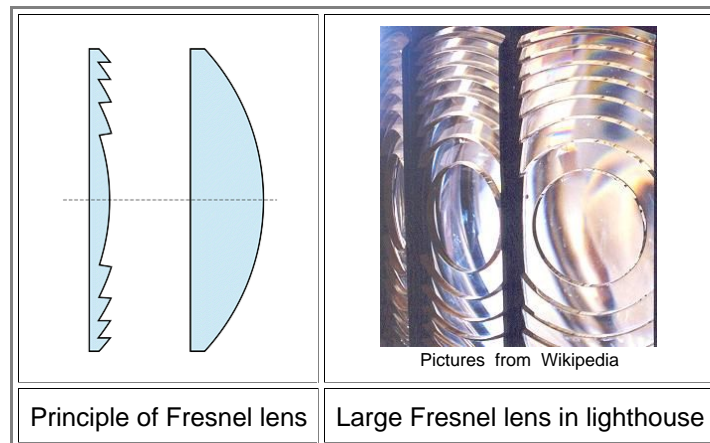 Pictures from Wikipedia
Principle of Fresnel lens
Large Fresnel lens in lighthouse